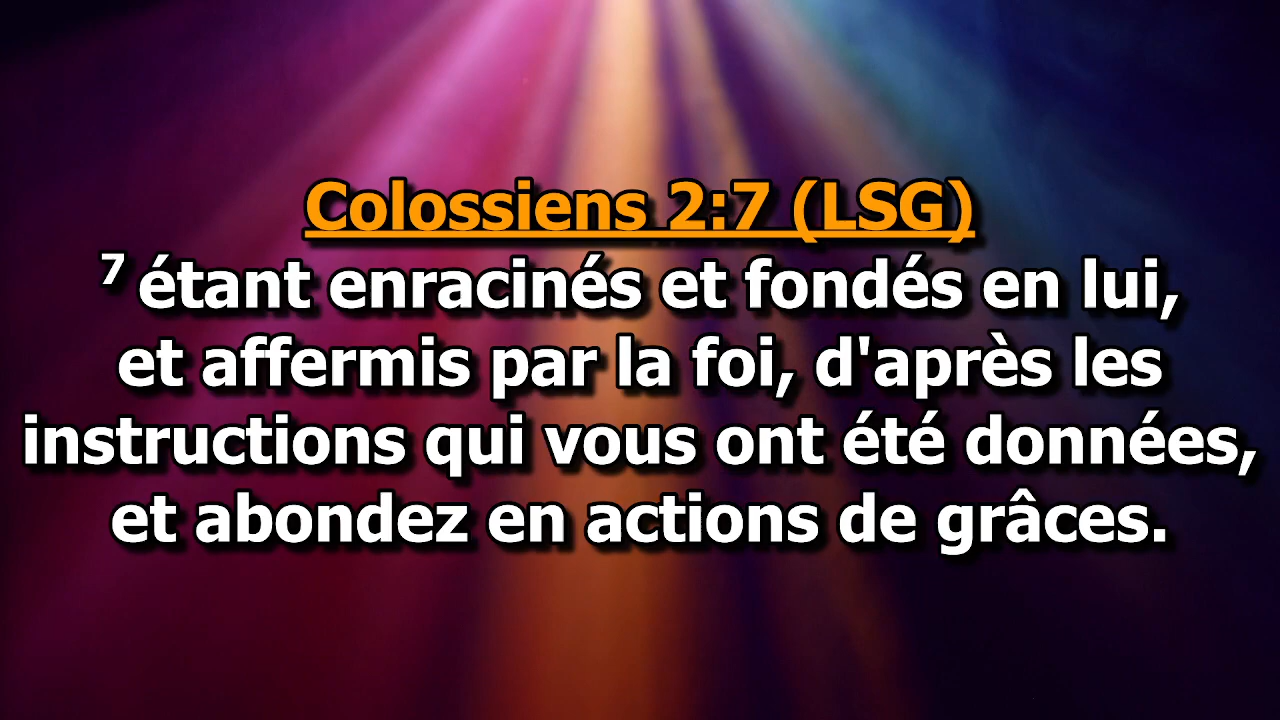 Colossiens 2:7 (LSG)
7 étant enracinés et fondés en lui,
et affermis par la foi, d'après les
instructions qui vous ont été données,
et abondez en actions de grâces.